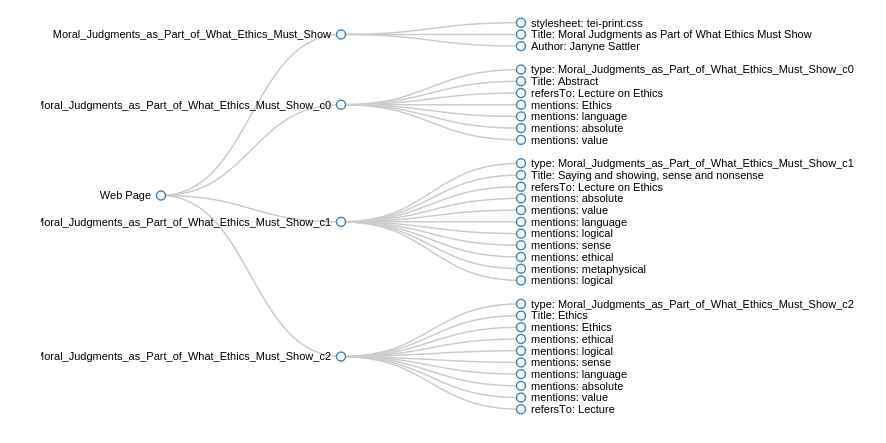 Moral_Judgments_as_Part_of_What_Ethics_Must_Show
stylesheet: tei-print.css
Title: Moral Judgments as Part of What Ethics Must Show
Author: Janyne Sattler
oral_Judgments_as_Part_of_What_Ethics_Must_Show_c0
type: Moral_Judgments_as_Part_of_What_Ethics_Must_Show_c0
Title: Abstract
refersTo: Lecture on Ethics
mentions: Ethics
mentions: language
mentions: absolute
mentions: value
Web Page
oral_Judgments_as_Part_of_What_Ethics_Must_Show_c1
type: Moral_Judgments_as_Part_of_What_Ethics_Must_Show_c1
Title: Saying and showing, sense and nonsense
refersTo: Lecture on Ethics
mentions: absolute
mentions: value
mentions: language
mentions: logical
mentions: sense
mentions: ethical
mentions: metaphysical
mentions: logical
oral_Judgments_as_Part_of_What_Ethics_Must_Show_c2
type: Moral_Judgments_as_Part_of_What_Ethics_Must_Show_c2
Title: Ethics
mentions: Ethics
mentions: ethical
mentions: logical
mentions: sense
mentions: language
mentions: absolute
mentions: value
refersTo: Lecture